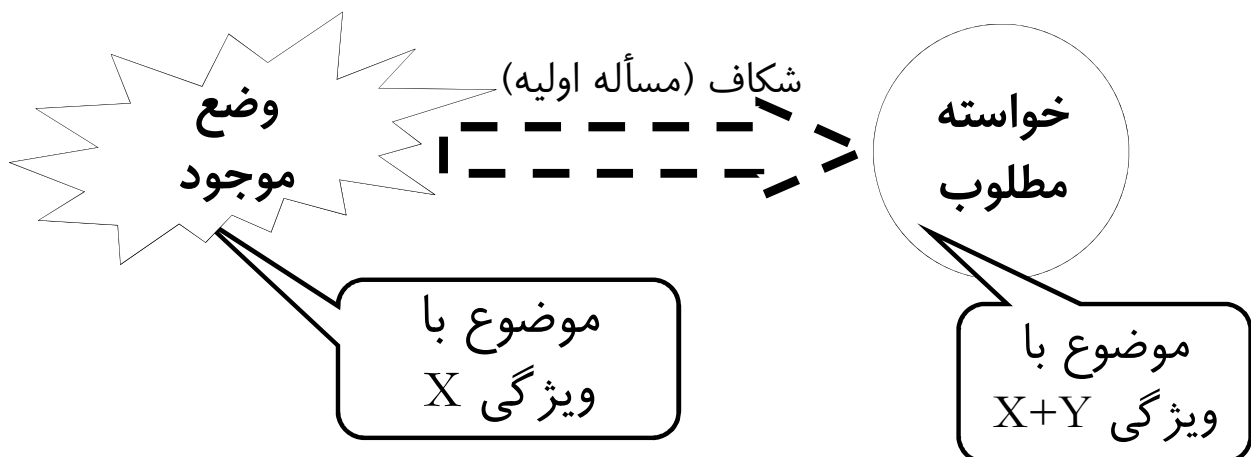 شکاف (مسأله اولیه)
خواسته
مطلوب
وضع
موجود
موضوع با
ویژگی X+Y
موضوع با
ویژگی X